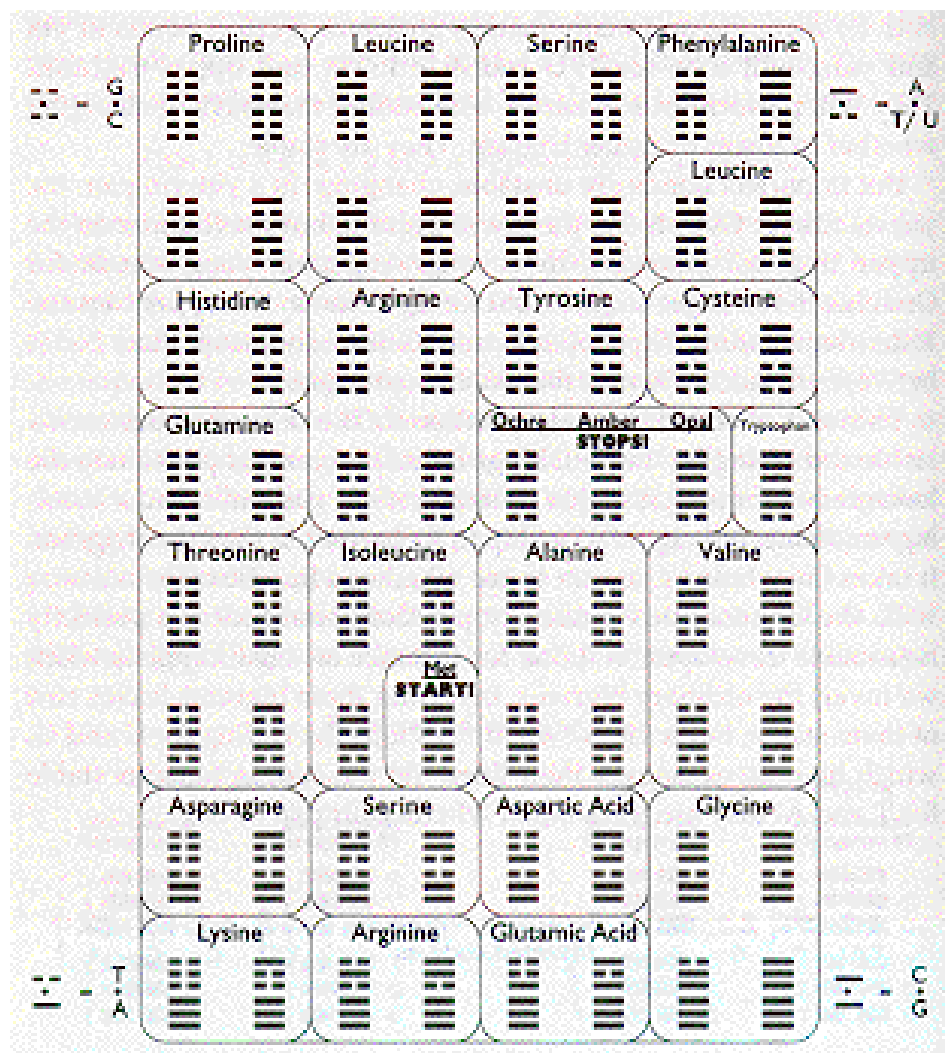 Proline Leucine Serine Phenylalanine
G
C
A
T/U
Leucine
Histidine Arginine Tyrosine Cysteine
Glutamine
Ochre Amber Opal Tryptophan
STOPS!
Threonine Isoleucine Alanine Valine
Met
START!
Asparagine Serine Aspartic Acid Glycine
Lysine Arginine Glutamic Acid
T
A
C
G